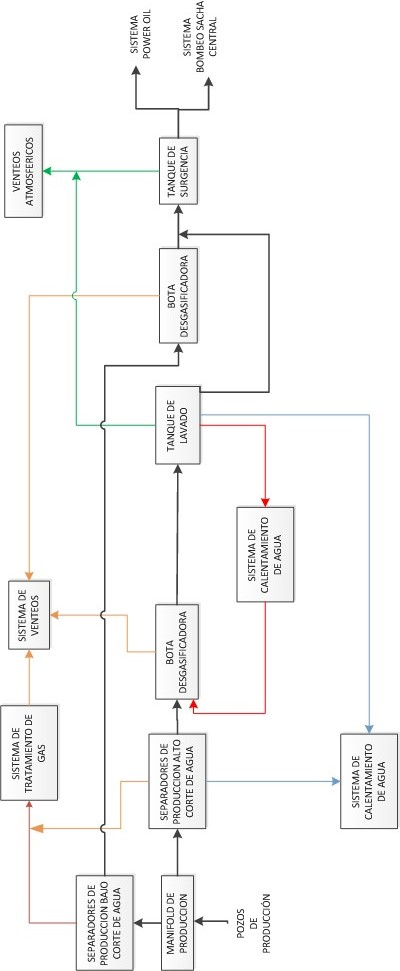 POZOS
DE
PRODUCCIÓN
MANIFOLD DE
PRODUCCION
SEPARADORES DE
PRODUCCION BAJO
CORTE DE AGUA
SEPARADORES DE
PRODUCCION ALTO
CORTE DE AGUA
SISTEMA DE
TRATAMIENTO DE
GAS
SISTEMA DE
CALENTAMIENTO
DE AGUA
BOTA
DESGASIFICADORA
SISTEMA DE
VENTEOS
SISTEMA DE
CALENTAMIENTO
DE AGUA
TANQUE DE
LAVADO
BOTA
DESGASIFICADORA
TANQUE DE
SURGENCIA
VENTEOS
ATMOSFERICOS
SISTEMA
POWER OIL
SISTEMA
BOMBEO SACHA
CENTRAL